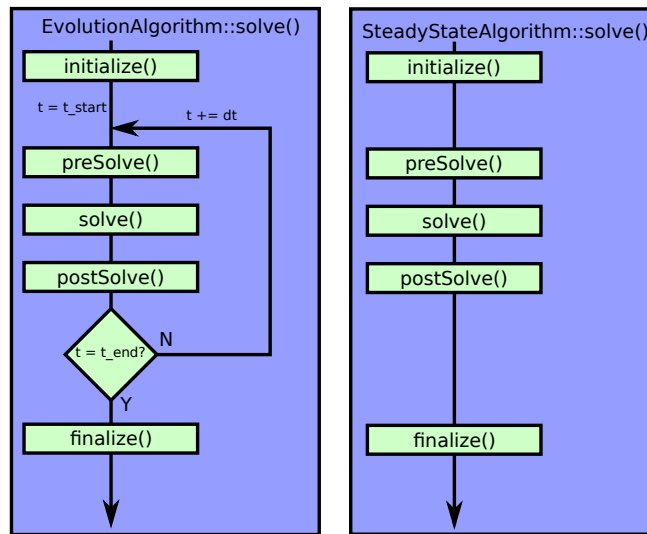 EvolutionAlgorithm::solve()
initialize()
t = t_start
t += dt
preSolve()
solve()
postSolve()
t = t_end?
N
Y
finalize()
SteadyStateAlgorithm::solve()
initialize()
preSolve()
solve()
postSolve()
finalize()